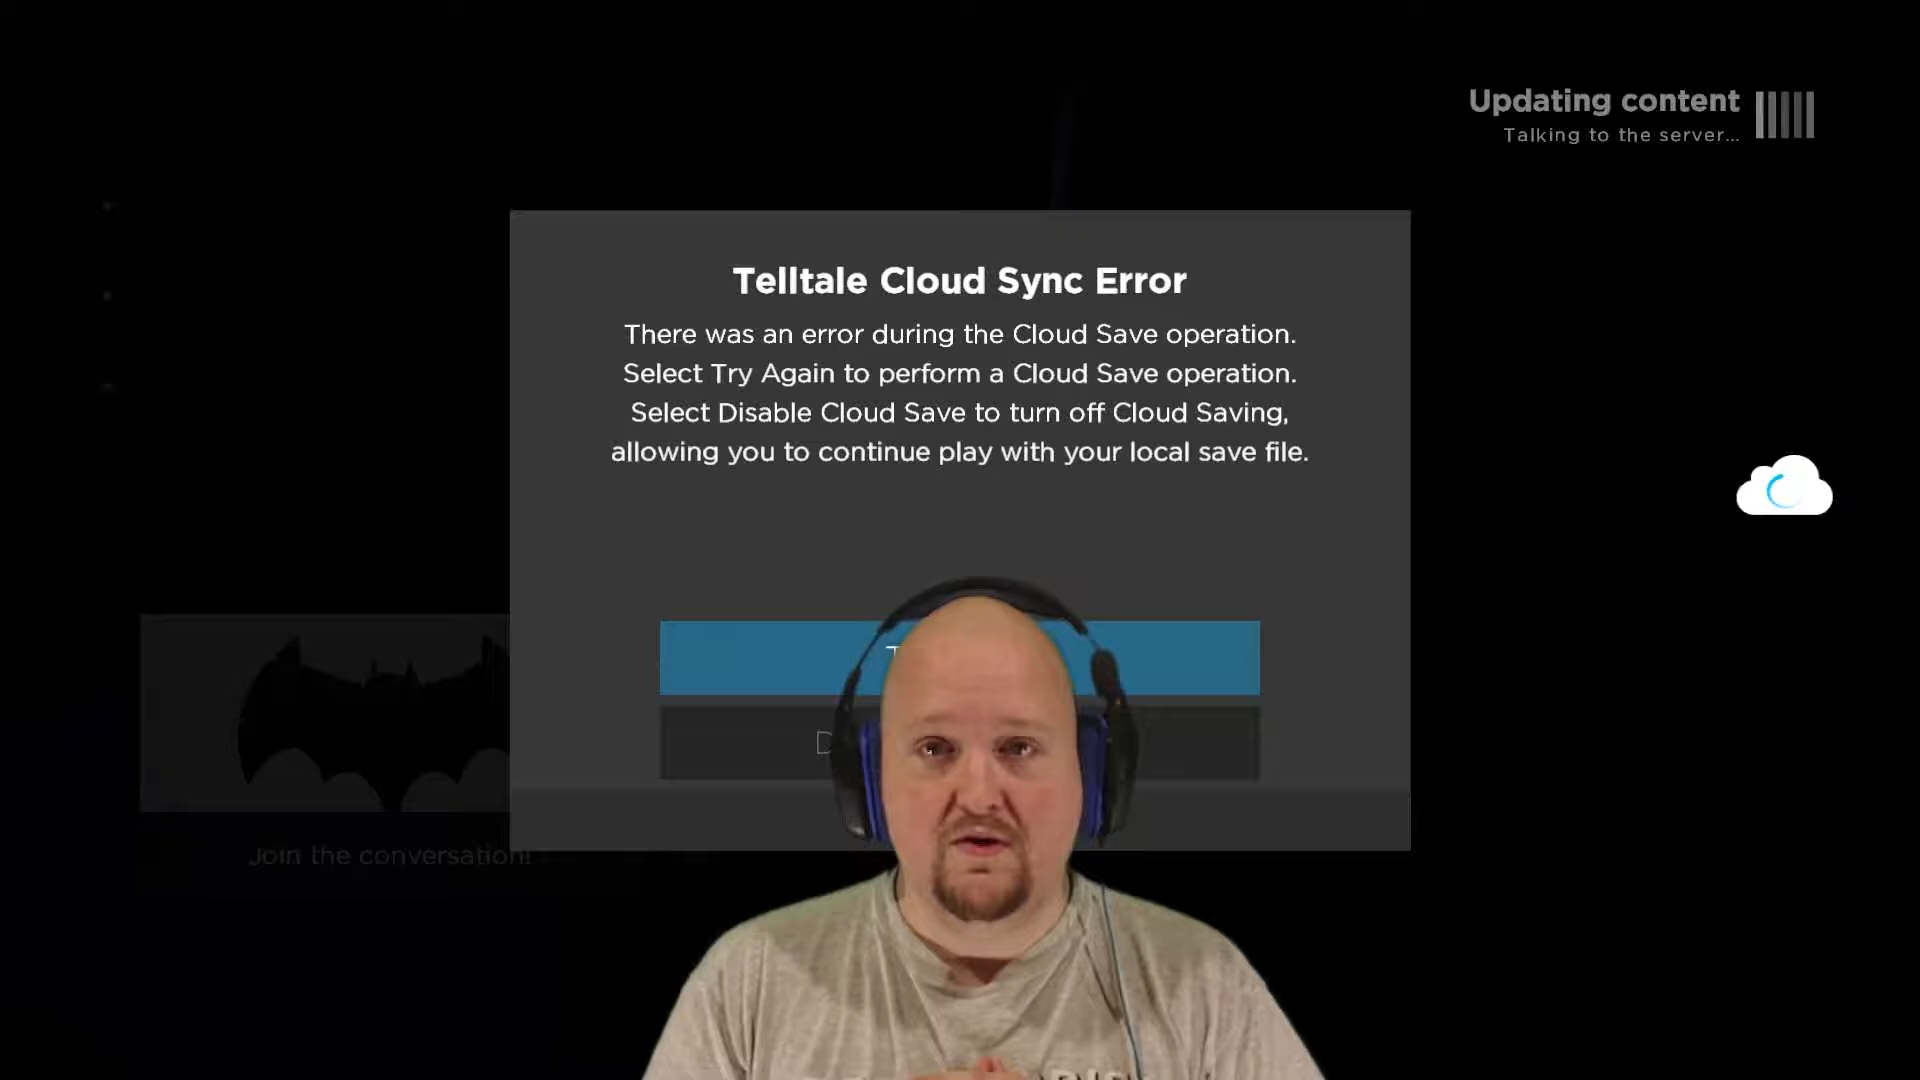 Updating content
Talking to the server...
Telltale Cloud Sync Error
There was an error during the Cloud Save operation.
Select Try Again to perform a Cloud Save operation.
Select Disable Cloud Save to turn off Cloud Saving,
allowing you to continue play with your local save file.
Join the conversation!